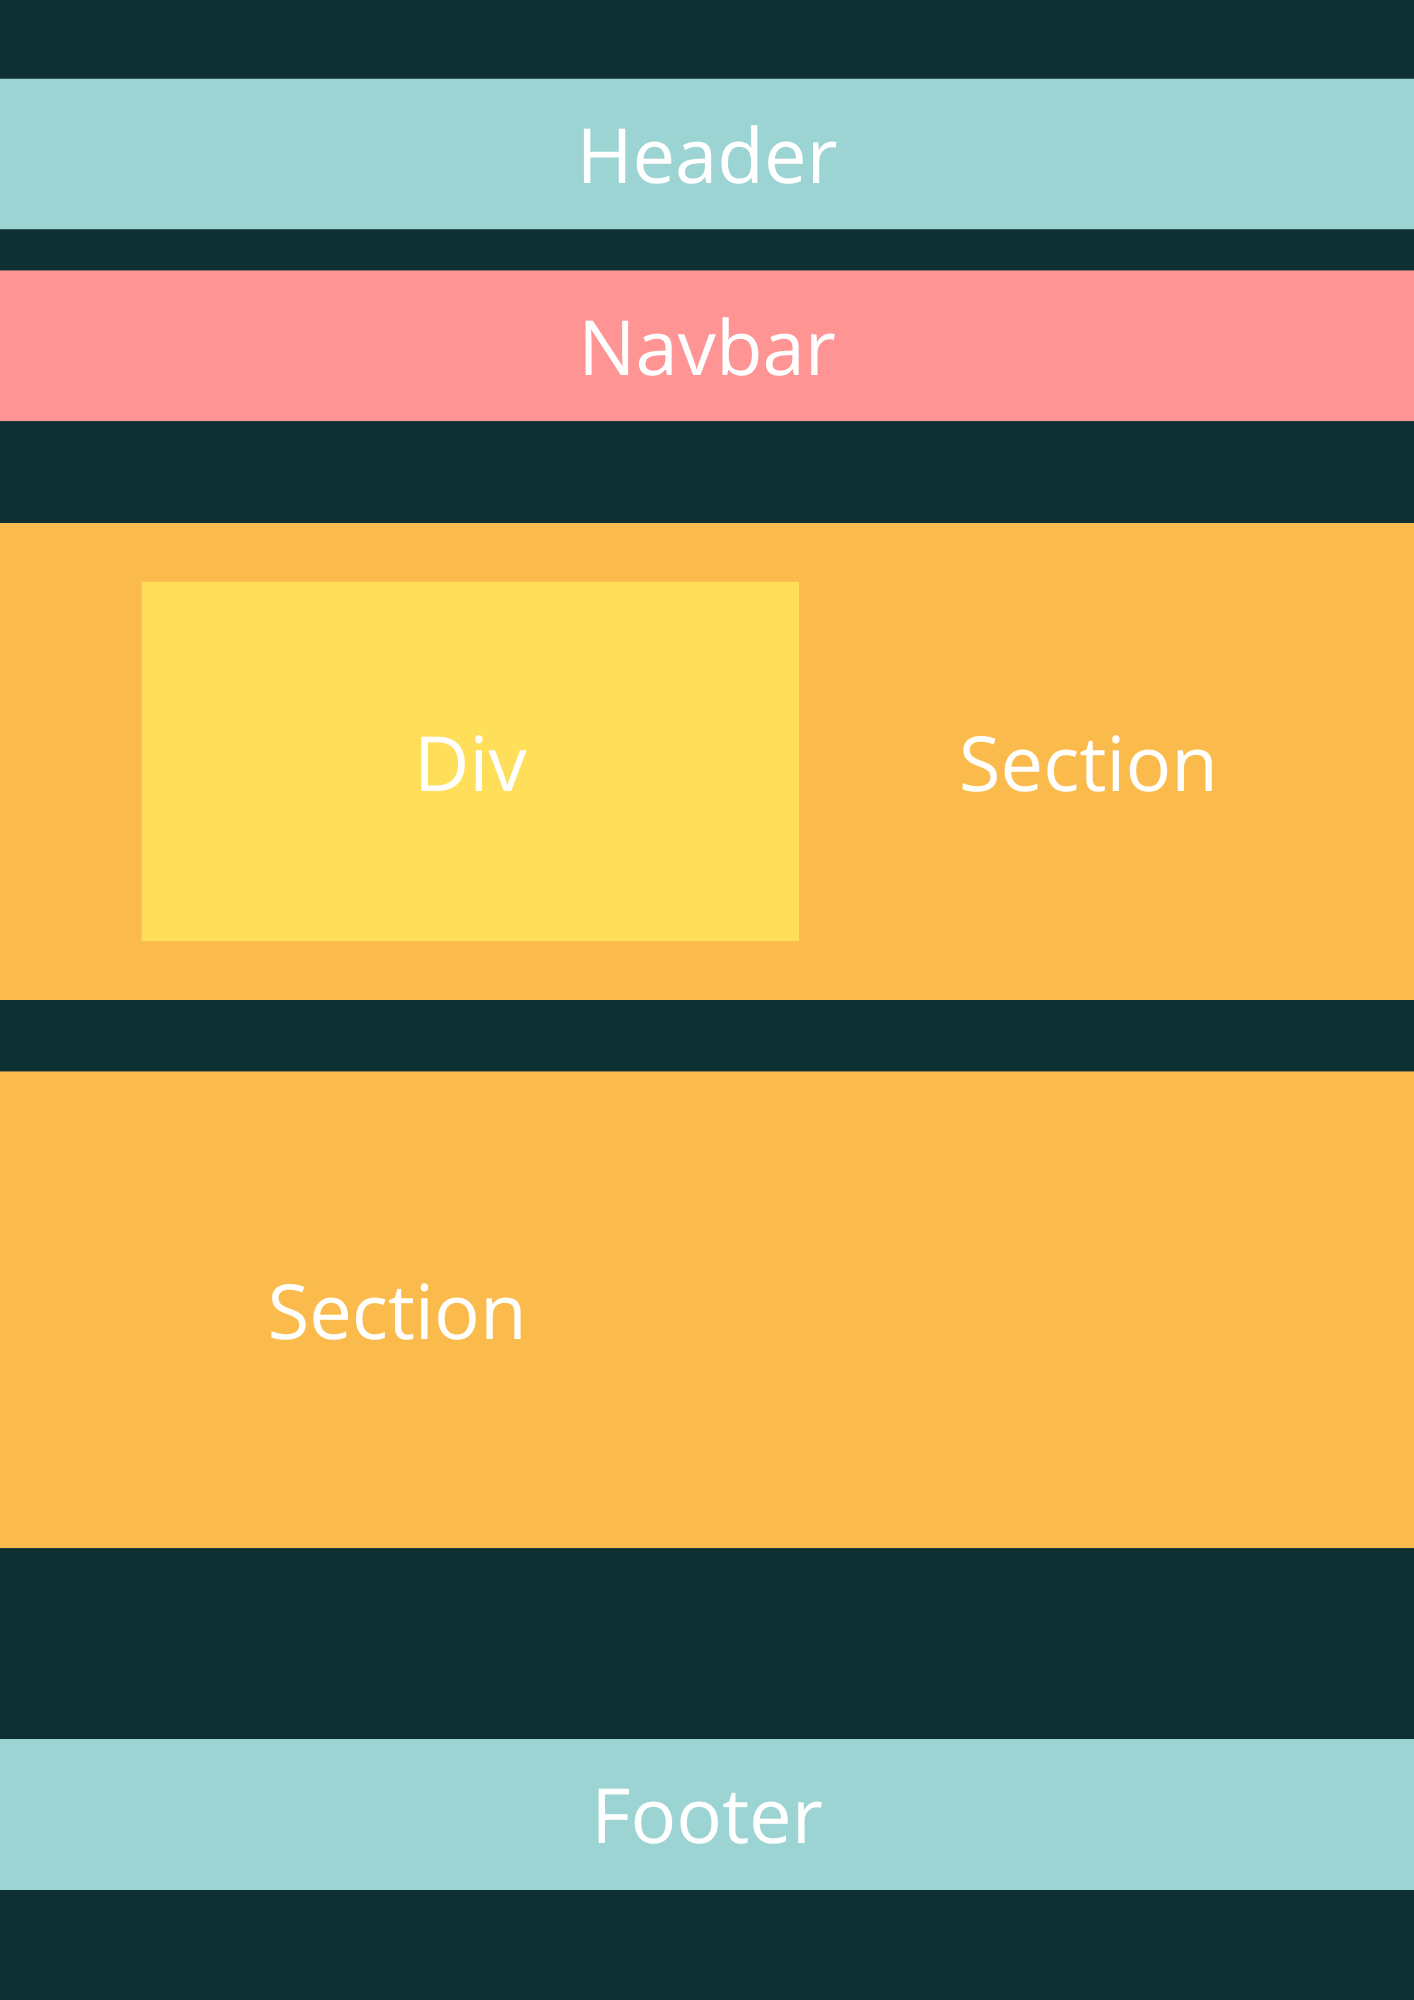 Header
Navbar
Div
Section
Section
Footer